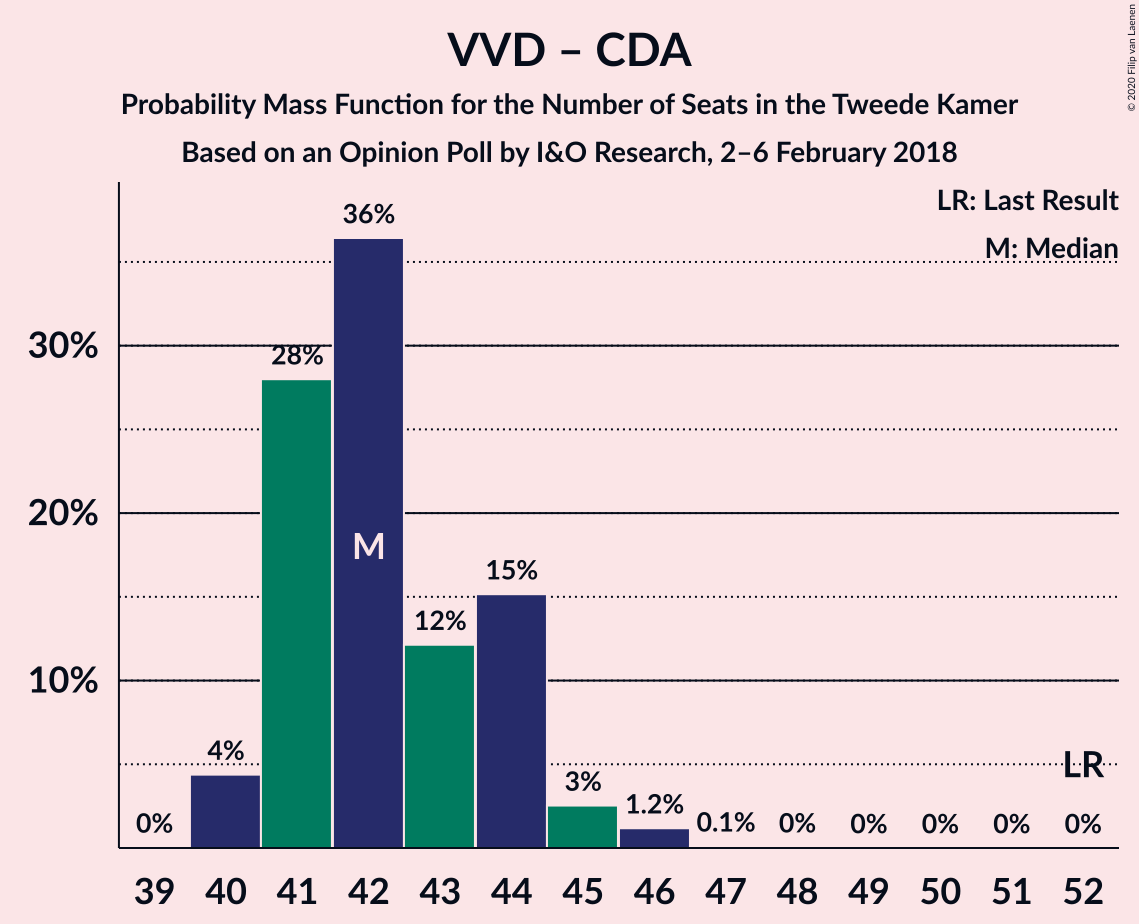 VVD – CDA
Probability Mass Function for the Number of Seats in the Tweede Kamer
Based on an Opinion Poll by I&O Research, 2–6 February 2018
© 2020 Filip van Laenen
LR: Last Result
M: Median
30%
20%
10%
0%
4%
28%
36%
M
12%
15%
3%
1.2%
0.1%
0%
0%
0%
0%
0%
LR
39 40 41 42 43 44 45 46 47 48 49 50 51 52